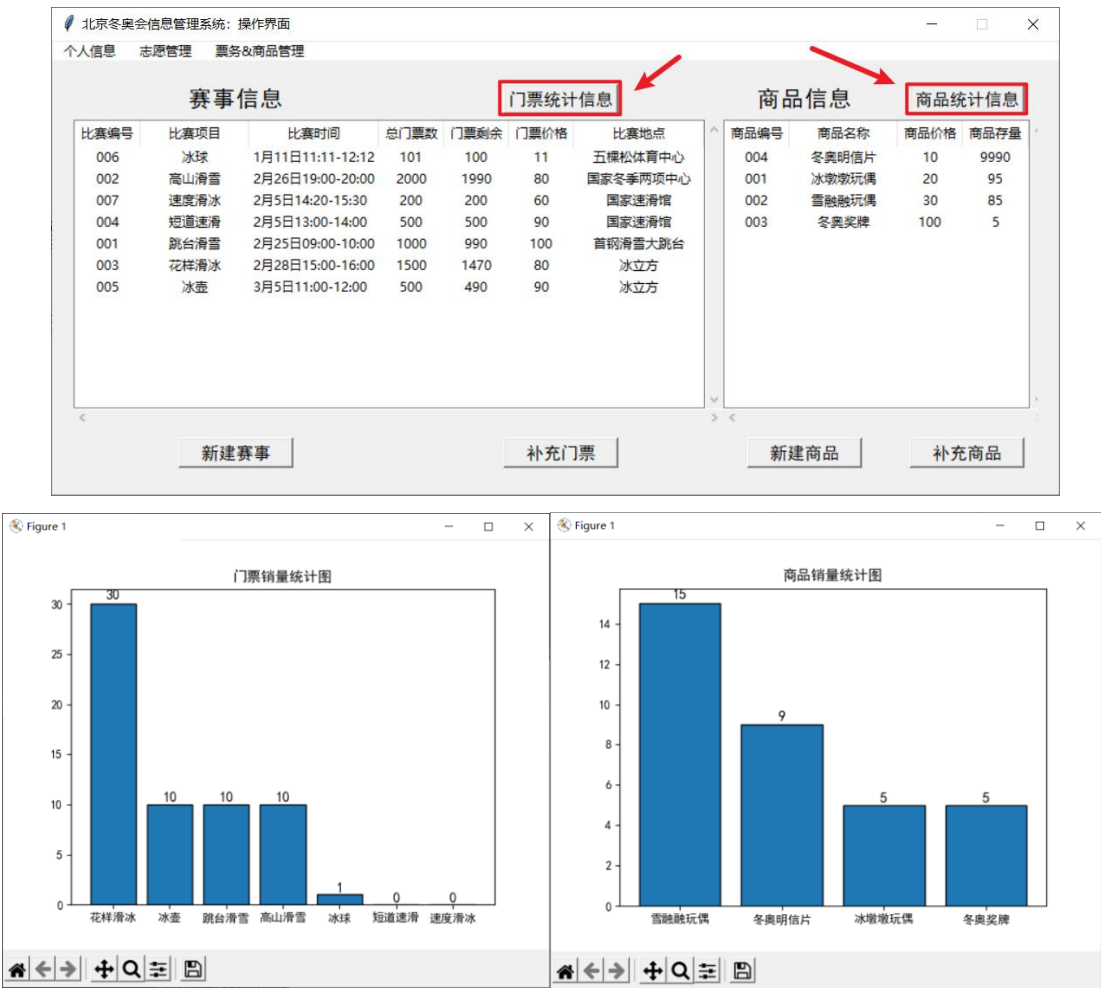 北京冬奥会信息管理系统：操作界面
个人信息 志愿管理 票务&商品管理
赛事信息 门票统计信息 商品信息 商品统计信息
比赛编号 比赛项目 比赛时间 总门票数 门票剩余 门票价格 比赛地点 商品编号 商品名称 商品价格 商品存量
006 冰球 1月11日11:11-12:12 101 100 11 五棵松体育中心 004 冬奥明信片 10 9990
002 高山滑雪 2月26日19:00-20:00 2000 1990 80 国家冬季两项中心 001 冰墩墩玩偶 20 95
007 速度滑冰 2月5日14:20-15:30 200 200 60 国家速滑馆 002 雪融融玩偶 30 85
004 短道速滑 2月5日13:00-14:00 500 500 90 国家速滑馆 003 冬奥奖牌 100 5
001 跳台滑雪 2月25日09:00-10:00 1000 990 100 首钢滑雪大跳台
003 花样滑冰 2月28日15:00-16:00 1500 1470 80 冰立方
005 冰壶 3月5日11:00-12:00 500 490 90 冰立方
新建赛事 补充门票 新建商品 补充商品
Figure 1
门票销量统计图
30
25
20
15
10
5
0
30 10 10 10 1 0 0
花样滑冰 冰壶 跳台滑雪 高山滑雪 冰球 短道速滑 速度滑冰
Figure 1
商品销量统计图
14
12
10
8
6
4
2
0
15 9 5 5
雪融融玩偶 冬奥明信片 冰墩墩玩偶 冬奥奖牌